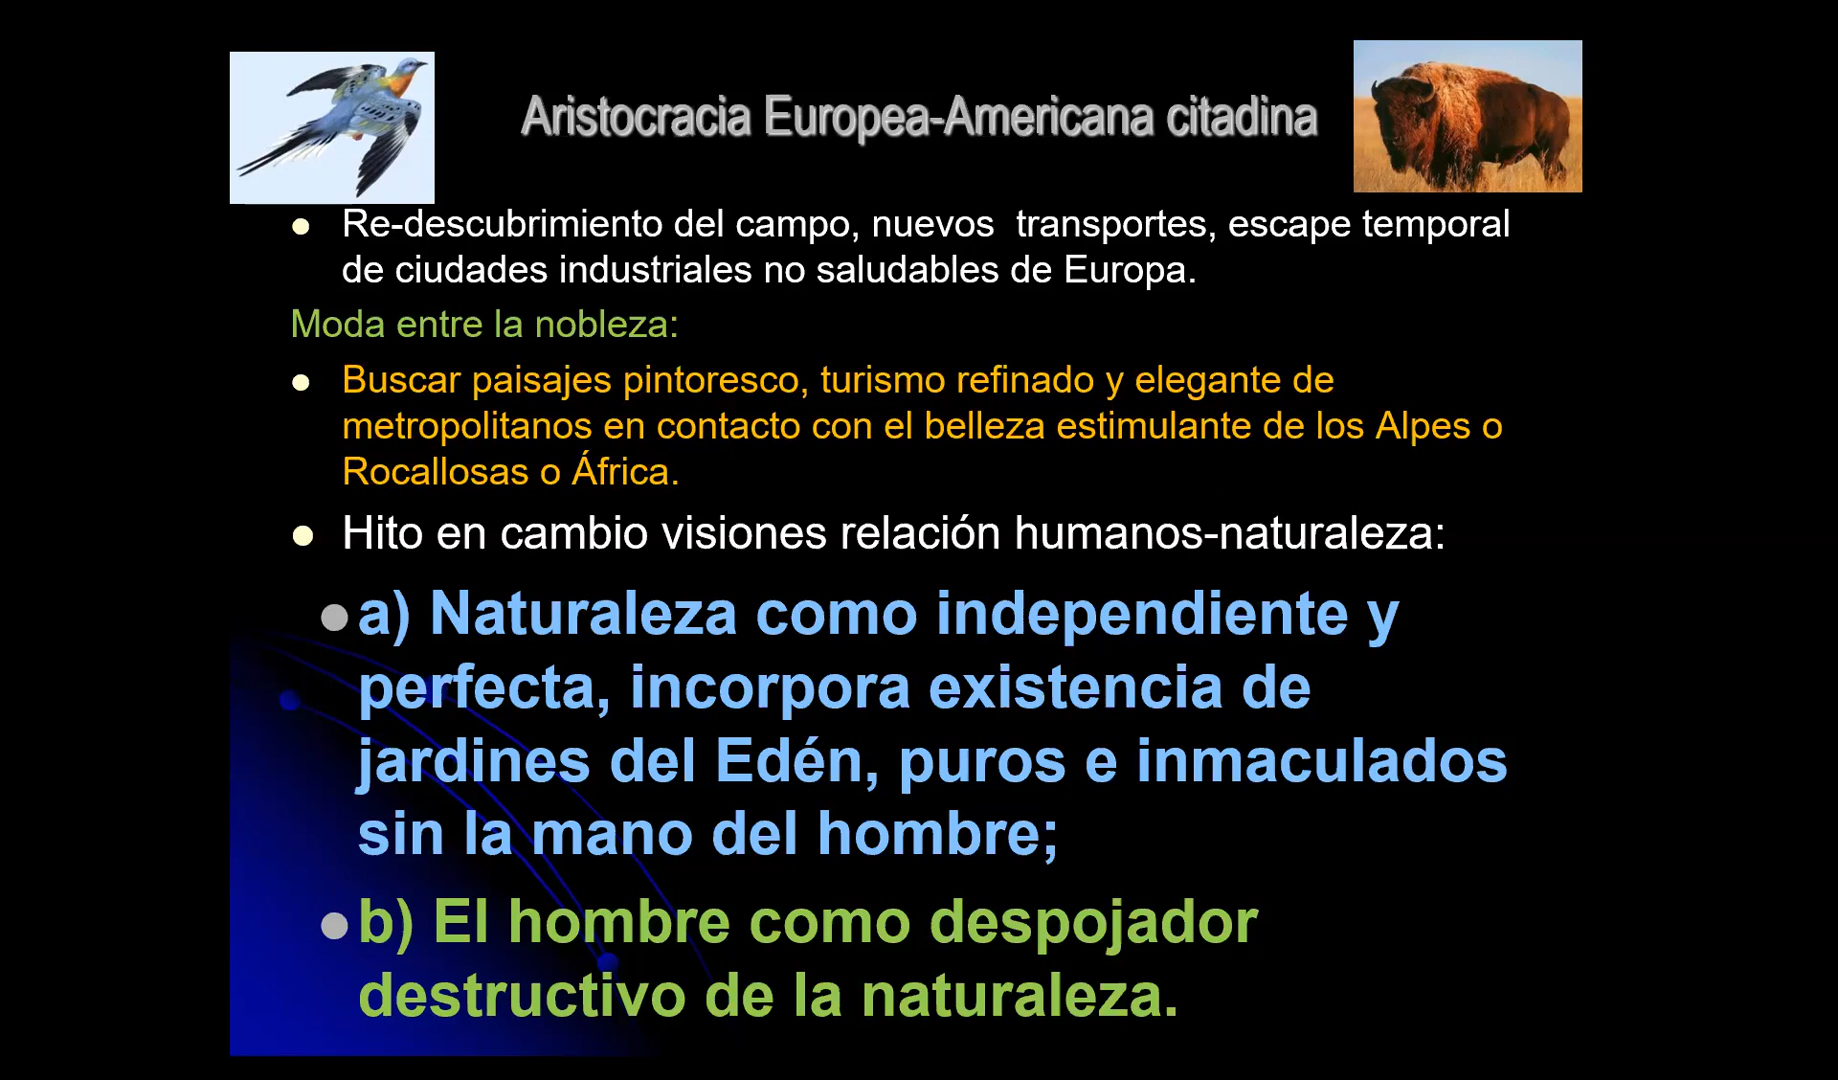 Aristocracia Europea-Americana citadina
Re-descubrimiento del campo, nuevos transportes, escape temporal
de ciudades industriales no saludables de Europa.
Moda entre la nobleza:
Buscar paisajes pintoresco, turismo refinado y elegante de
metropolitanos en contacto con el belleza estimulante de los Alpes o
Rocallosas o África.
Hito en cambio visiones relación humanos-naturaleza:
a) Naturaleza como independiente y
perfecta, incorpora existencia de
jardines del Edén, puros e inmaculados
sin la mano del hombre;
b) El hombre como despojador
destructivo de la naturaleza.